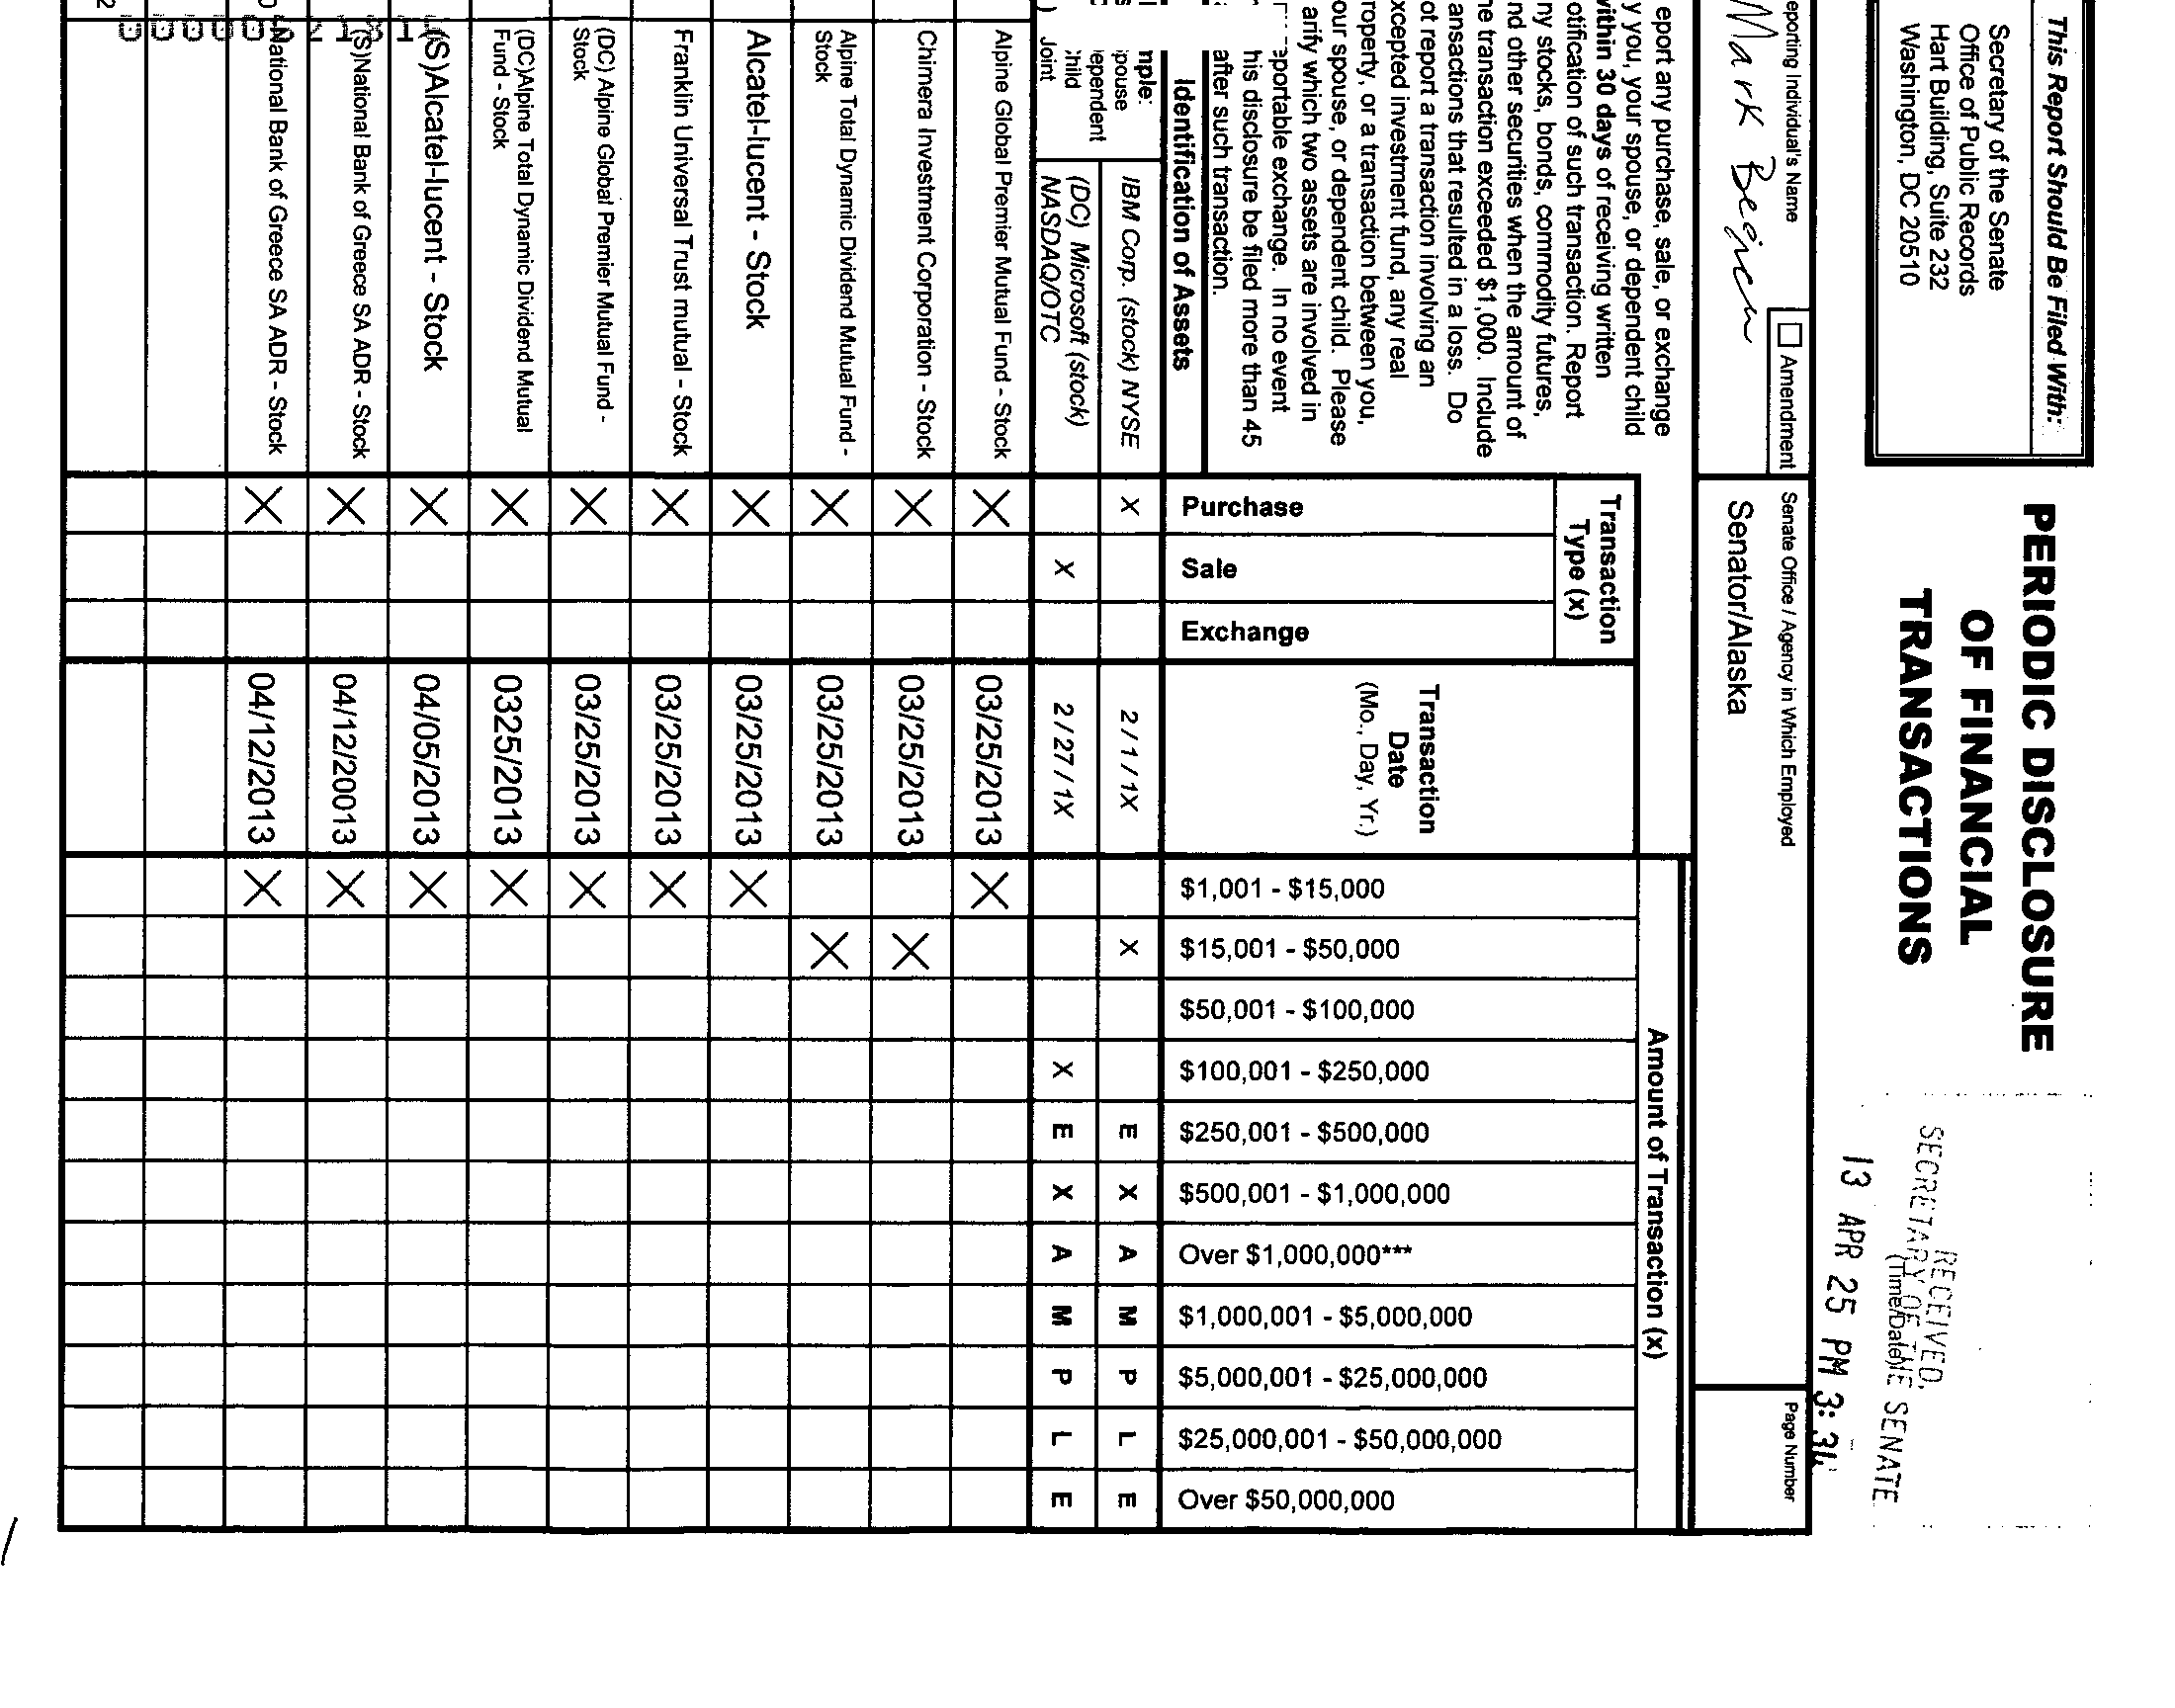 This Report Should Be Filed With:
Secretary of the Senate
Office of Public Records
Hart Building, Suite 232
Washington, DC 20510
PERIODIC DISCLOSURE
OF FINANCIAL
TRANSACTIONS
RECEIVED
SECRETARY OF THE SENATE
(Time/Date)
13 APR 25 PM 3:
eporting Individual's Name
Mark Begich
Amendment
Senate Office / Agency in Which Employed
Senator/Alaska
Page Number
eport any purchase, sale, or exchange
y you, your spouse, or dependent child
vithin 30 days of receiving written
otification of such transaction. Report
ny stocks, bonds, commodity futures,
nd other securities when the amount of
ne transaction exceeded $1,000. Include
ansactions that resulted in a loss. Do
ot report a transaction involving an
xcepted investment fund, any real
roperty, or a transaction between you,
our spouse, or dependent child. Please
arify which two assets are involved in
eportable exchange. In no event
his disclosure be filed more than 45
after such transaction.
Transaction
Type (x)
Amount of Transaction (x)
Identification of Assets
Purchase
Sale
Exchange
Transaction
Date
(Mo., Day, Yr.)
$1,001 - $15,000
$15,001 - $50,000
$50,001 - $100,000
$100,001 - $250,000
$250,001 - $500,000
$500,001 - $1,000,000
Over $1,000,000***
$1,000,001 - $5,000,000
$5,000,001 - $25,000,000
$25,000,001 - $50,000,000
Over $50,000,000
nple:
pouse
ependent
hild
Joint
IBM Corp. (stock) NYSE X 2 / 1 / 1X X E X A M P L E
(DC) Microsoft (stock)
NASDAQ/OTC X 2 / 27 / 1X X E X A M P L E
Alpine Global Premier Mutual Fund - Stock X 03/25/2013 X
Chimera Investment Corporation - Stock X 03/25/2013 X
Alpine Total Dynamic Dividend Mutual Fund -
Stock X 03/25/2013 X
Alcatel-lucent - Stock X 03/25/2013 X
Franklin Universal Trust mutual - Stock X 03/25/2013 X
(DC) Alpine Global Premier Mutual Fund -
Stock X 03/25/2013 X
(DC)Alpine Total Dynamic Dividend Mutual
Fund - Stock X 0325/2013 X
(S)Alcatel-lucent - Stock X 04/05/2013 X
(S)National Bank of Greece SA ADR - Stock X 04/12/20013 X
National Bank of Greece SA ADR - Stock X 04/12/2013 X